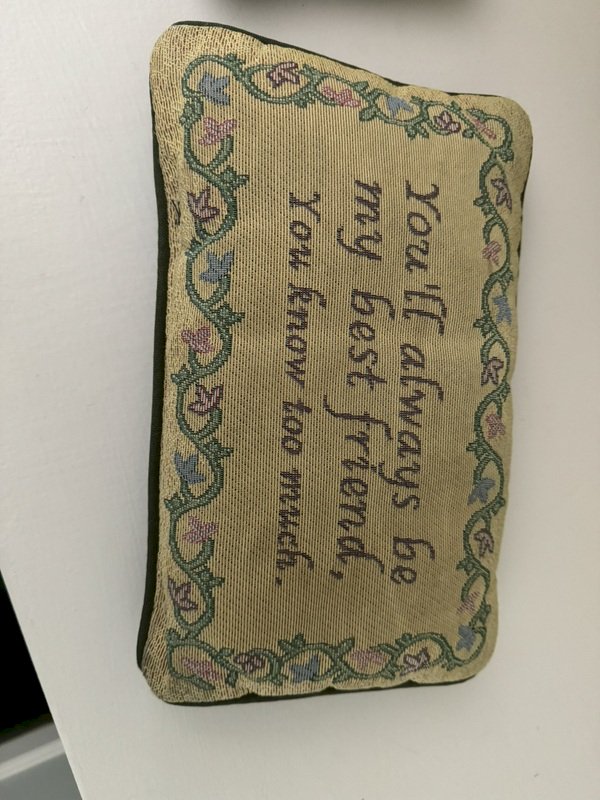 You'll always be
my best friend,
You know too much.